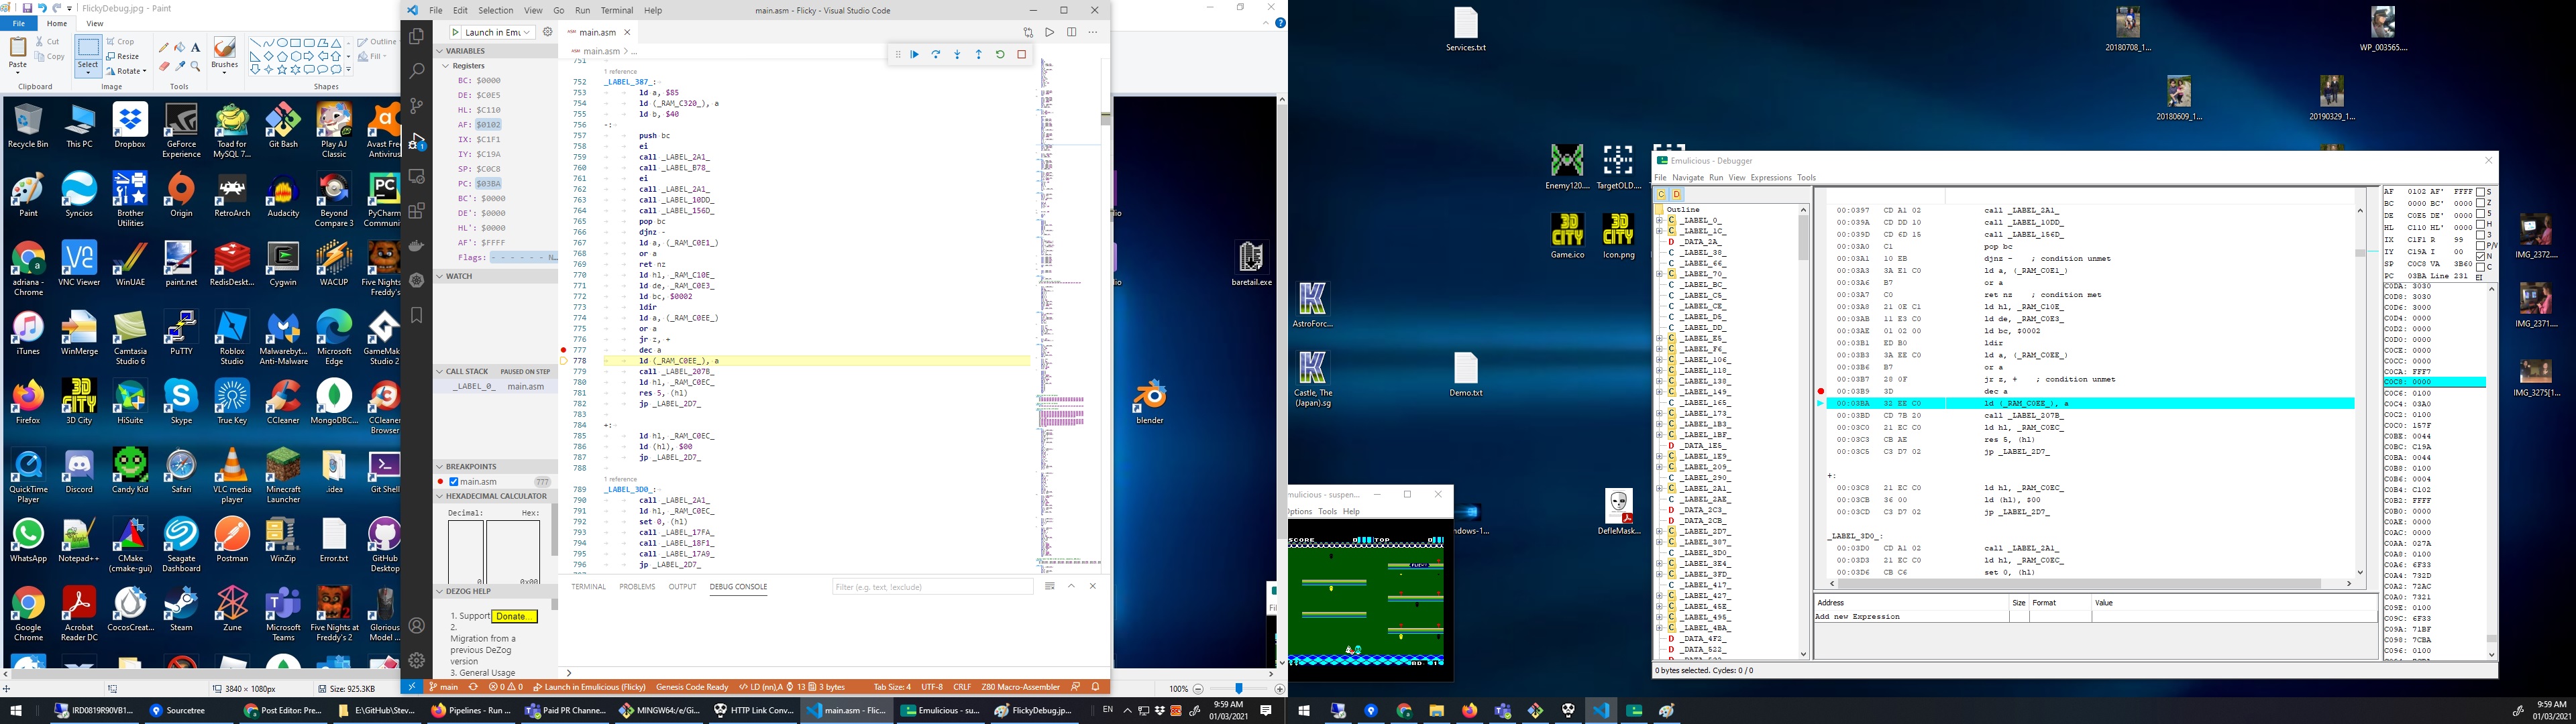 FlickyDebug.jpg - Paint
File
Home
View
Paste
Cut
Copy
Clipboard
Select
Crop
Resize
Rotate
Image
Tools
Brushes
Outline
Fill
Shapes
Recycle Bin
This PC
Dropbox
GeForce Experience
Toad for MySQL 7...
Git Bash
Play AJ Classic
Avast Free Antivirus
Paint
Syncios
Brother Utilities
Origin
RetroArch
Audacity
Beyond Compare 3
PyCharm Communit...
adriana - Chrome
VNC Viewer
WinUAE
paint.net
RedisDeskt...
Cygwin
WACUP
Five Nights Freddy's
iTunes
WinMerge
Camtasia Studio 6
PuTTY
Roblox Studio
Malwarebyt... Anti-Malware
Microsoft Edge
GameMak... Studio 2
Firefox
3D City
HiSuite
Skype
True Key
CCleaner
MongoDBC...
CCleaner Browser
QuickTime Player
Discord
Candy Kid
Safari
VLC media player
Minecraft Launcher
.idea
Git Shell
WhatsApp
Notepad++
CMake (cmake-gui)
Seagate Dashboard
Postman
WinZip
Error.txt
GitHub Desktop
Google Chrome
Acrobat Reader DC
CocosCreat...
Steam
Zune
Microsoft Teams
Five Nights at Freddy's 2
Glorious Model ...
3840 × 1080px
Size: 925.3KB
100%
File Edit Selection View Go Run Terminal Help
main.asm - Flicky - Visual Studio Code
Launch in Emu
main.asm
main.asm > ...
VARIABLES
Registers
BC: $0000
DE: $C0E5
HL: $C110
AF: $0102
IX: $C1F1
IY: $C19A
SP: $C0C8
PC: $03BA
BC': $0000
DE': $0000
HL': $0000
AF': $FFFF
Flags: - - - - - - N...
WATCH
CALL STACK
PAUSED ON STEP
_LABEL_0_ main.asm
BREAKPOINTS
main.asm 777
HEXADECIMAL CALCULATOR
Decimal: Hex:
0 0x00
DEZOG HELP
1. Support Donate...
2.
Migration from a
previous DeZog
version
3. General Usage
751
1 reference
752 _LABEL_387_:
753 ld a, $85
754 ld (_RAM_C320_), a
755 ld b, $40
756 -:
757 push bc
758 ei
759 call _LABEL_2A1_
760 call _LABEL_B78_
761 ei
762 call _LABEL_2A1_
763 call _LABEL_10DD_
764 call _LABEL_156D_
765 pop bc
766 djnz -
767 ld a, (_RAM_C0E1_)
768 or a
769 ret nz
770 ld hl, _RAM_C10E_
771 ld de, _RAM_C0E3_
772 ld bc, $0002
773 ldir
774 ld a, (_RAM_C0EE_)
775 or a
776 jr z, +
777 dec a
778 ld (_RAM_C0EE_), a
779 call _LABEL_207B_
780 ld hl, _RAM_C0EC_
781 res 5, (hl)
782 jp _LABEL_2D7_
783
784 +:
785 ld hl, _RAM_C0EC_
786 ld (hl), $00
787 jp _LABEL_2D7_
788
1 reference
789 _LABEL_3D0_:
790 call _LABEL_2A1_
791 ld hl, _RAM_C0EC_
792 set 0, (hl)
793 call _LABEL_17FA_
794 call _LABEL_18F1_
795 call _LABEL_17A9_
796 jp _LABEL_2D7_
TERMINAL PROBLEMS OUTPUT DEBUG CONSOLE
Filter (e.g. text, !exclude)
main 0 0 Launch in Emulicious (Flicky) Genesis Code Ready LD (nn),A 13 3 bytes Tab Size: 4 UTF-8 CRLF Z80 Macro-Assembler
baretail.exe
blender
IRD0819R90VB1...
Sourcetree
Post Editor: Pre...
E:\GitHub\Stev...
Pipelines - Run ...
Paid PR Channe...
MINGW64:/e/Gi...
HTTP Link Conv...
main.asm - Flic...
Emulicious - su...
FlickyDebug.jp...
EN
9:59 AM
01/03/2021
Services.txt
20180708_1...
WP_003565....
20180609_1...
20190329_1...
Enemy120....
TargetOLD....
3D CITY
Game.ico
3D CITY
Icon.png
AstroForc...
Castle, The (Japan).sg
Demo.txt
ndows-1...
DefleMask...
IMG_2372....
IMG_2371....
IMG_3275[1...
mulicious - suspen...
Options Tools Help
SCORE
TOP
RD. 1
Emulicious - Debugger
File Navigate Run View Expressions Tools
Outline
_LABEL_0_
_LABEL_1C_
_DATA_2A_
_LABEL_38_
_LABEL_66_
_LABEL_70_
_LABEL_BC_
_LABEL_C5_
_LABEL_CE_
_LABEL_D5_
_LABEL_DD_
_LABEL_E5_
_LABEL_F6_
_LABEL_106_
_LABEL_118_
_LABEL_138_
_LABEL_149_
_LABEL_165_
_LABEL_173_
_LABEL_1B3_
_LABEL_1BF_
_DATA_1E5_
_LABEL_1E9_
_LABEL_209_
_LABEL_290_
_LABEL_2A1_
_LABEL_2AE_
_DATA_2C3_
_DATA_2CB_
_LABEL_2D7_
_LABEL_387_
_LABEL_3D0_
_LABEL_3E4_
_LABEL_3FD_
_LABEL_417_
_LABEL_427_
_LABEL_45E_
_LABEL_495_
_LABEL_4BA_
_DATA_4F2_
_DATA_522_
00:0397 CD A1 02 call _LABEL_2A1_
00:039A CD DD 10 call _LABEL_10DD_
00:039D CD 6D 15 call _LABEL_156D_
00:03A0 C1 pop bc
00:03A1 10 EB djnz - ; condition unmet
00:03A3 3A E1 C0 ld a, (_RAM_C0E1_)
00:03A6 B7 or a
00:03A7 C0 ret nz ; condition met
00:03A8 21 0E C1 ld hl, _RAM_C10E_
00:03AB 11 E3 C0 ld de, _RAM_C0E3_
00:03AE 01 02 00 ld bc, $0002
00:03B1 ED B0 ldir
00:03B3 3A EE C0 ld a, (_RAM_C0EE_)
00:03B6 B7 or a
00:03B7 28 0F jr z, + ; condition unmet
00:03B9 3D dec a
00:03BA 32 EE C0 ld (_RAM_C0EE_), a
00:03BD CD 7B 20 call _LABEL_207B_
00:03C0 21 EC C0 ld hl, _RAM_C0EC_
00:03C3 CB AE res 5, (hl)
00:03C5 C3 D7 02 jp _LABEL_2D7_
+:
00:03C8 21 EC C0 ld hl, _RAM_C0EC_
00:03CB 36 00 ld (hl), $00
00:03CD C3 D7 02 jp _LABEL_2D7_
_LABEL_3D0_:
00:03D0 CD A1 02 call _LABEL_2A1_
00:03D3 21 EC C0 ld hl, _RAM_C0EC_
00:03D6 CB C6 set 0, (hl)
Address Size Format Value
Add new Expression
0 bytes selected. Cycles: 0 / 0
AF 0102 AF' FFFF S
BC 0000 BC' 0000 Z
DE C0E5 DE' 0000 5
HL C110 HL' 0000 H
IX C1F1 R 99 3
IY C19A I 00 P/V
SP C0C8 VA 3B60 N
PC 03BA Line 231 EI C
C0DA: 3030
C0D8: 3030
C0D6: 3030
C0D4: 0000
C0D2: 0000
C0D0: 0000
C0CE: 0000
C0CC: 0000
C0CA: FFF7
C0C8: 0000
C0C6: 0100
C0C4: 03A0
C0C2: 0100
C0C0: 157F
C0BE: 0044
C0BC: C19A
C0BA: 0044
C0B8: 0100
C0B6: 0004
C0B4: C102
C0B2: FFFF
C0B0: 0000
C0AE: 0000
C0AC: 0000
C0AA: 027A
C0A8: 0100
C0A6: 6F33
C0A4: 732D
C0A2: 72AC
C0A0: 7321
C09E: 0100
C09C: 6F33
C09A: 71BF
C098: 7CBA
C096: 0100
9:59 AM
01/03/2021